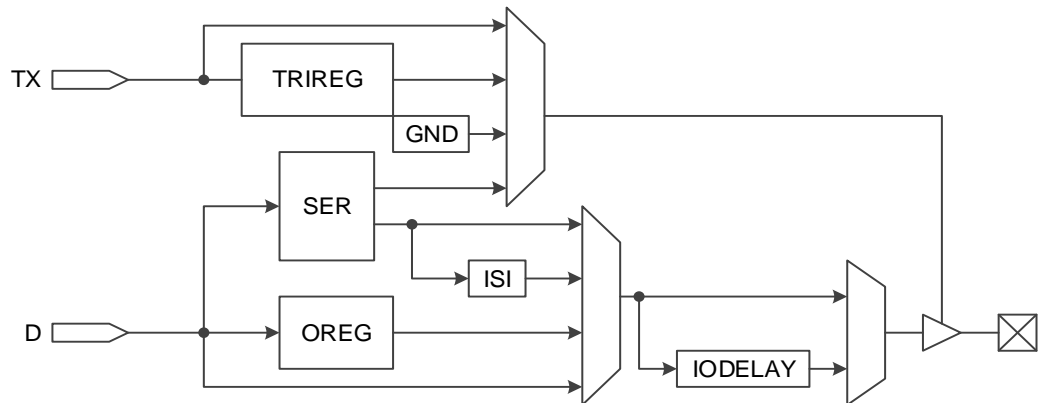 TX
TRIREG
GND
SER
ISI
D
OREG
IODELAY